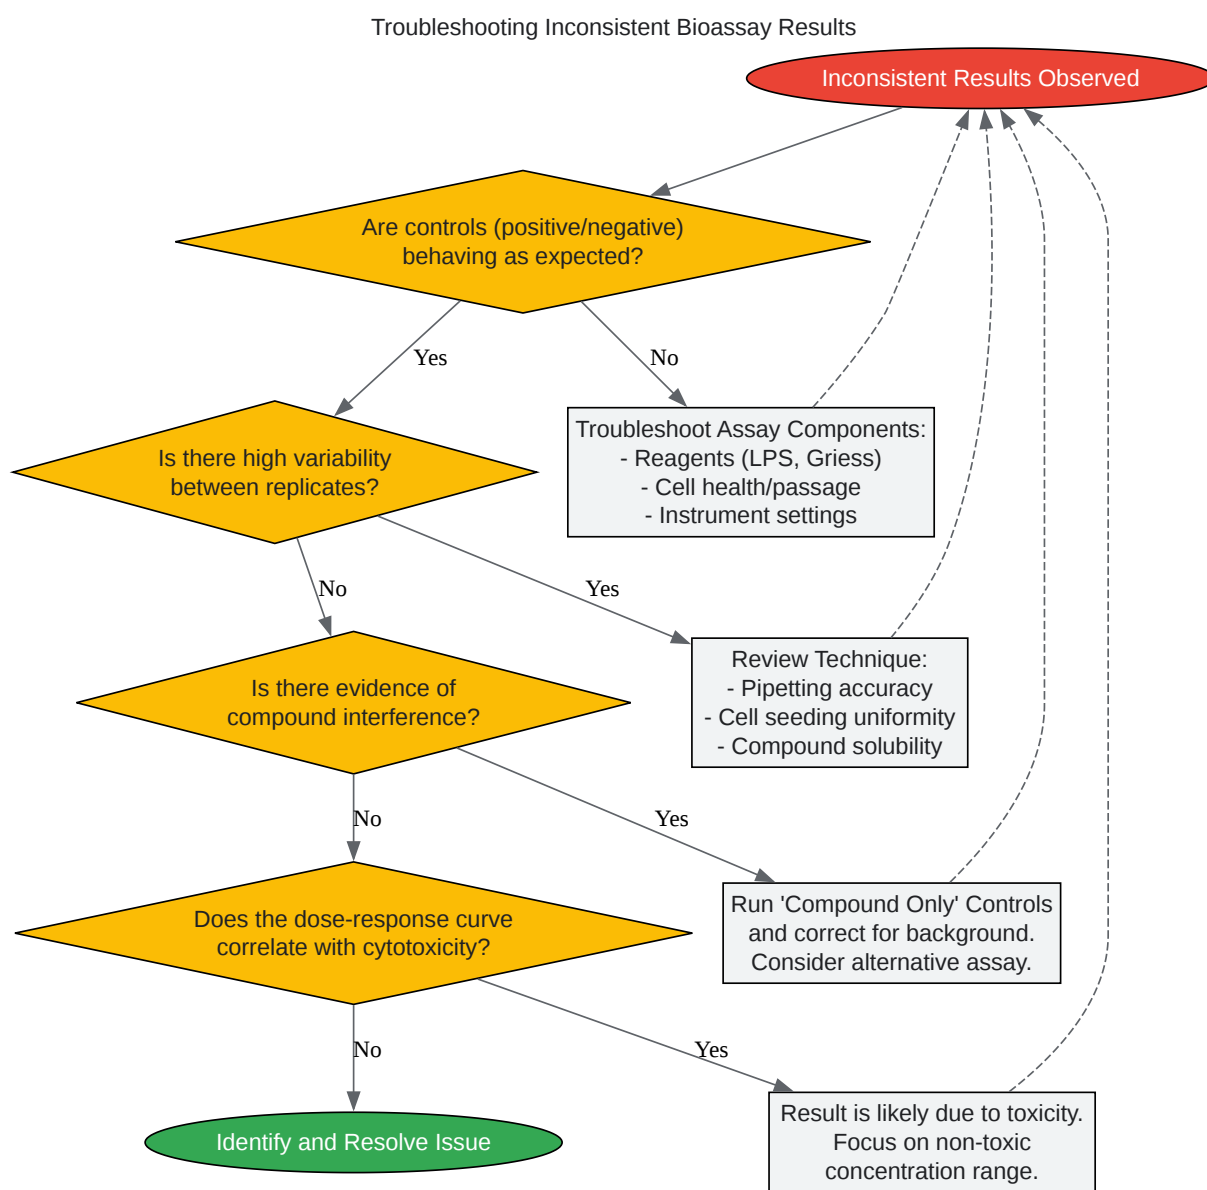 Troubleshooting Inconsistent Bioassay Results
Inconsistent Results Observed
Are controls (positive/negative)
behaving as expected?
Yes
No
Is there high variability
between replicates?
Troubleshoot Assay Components:
- Reagents (LPS, Griess)
- Cell health/passage
- Instrument settings
No
Yes
Is there evidence of
compound interference?
Review Technique:
- Pipetting accuracy
- Cell seeding uniformity
- Compound solubility
No
Yes
Does the dose-response curve
correlate with cytotoxicity?
Run 'Compound Only' Controls
and correct for background.
Consider alternative assay.
No
Yes
Identify and Resolve Issue
Result is likely due to toxicity.
Focus on non-toxic
concentration range.